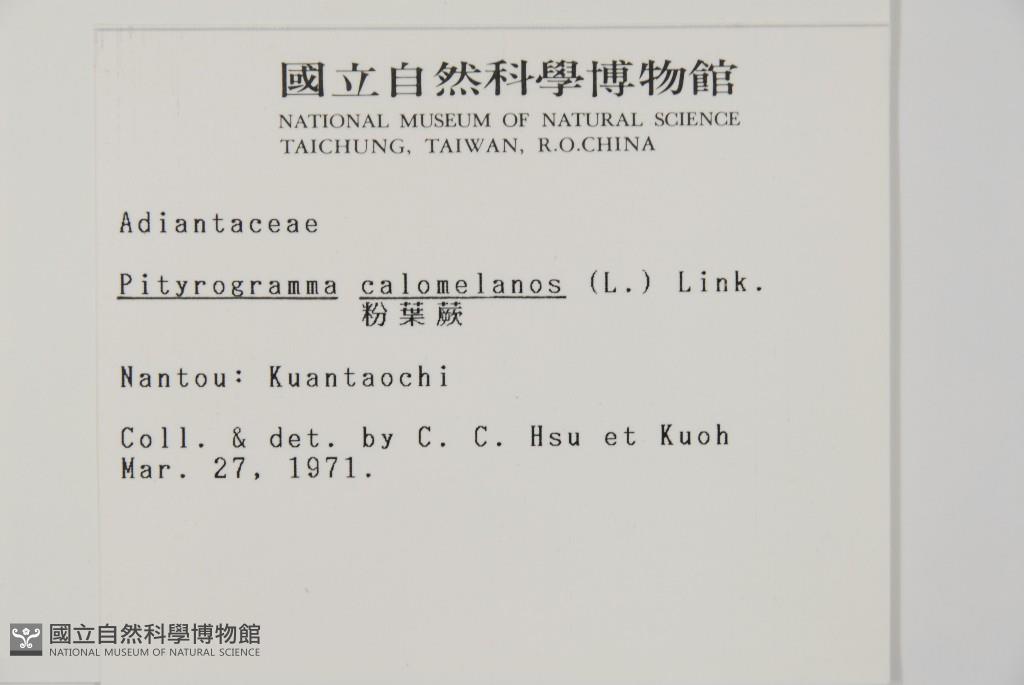 國立自然科學博物館
NATIONAL MUSEUM OF NATURAL SCIENCE
TAICHUNG, TAIWAN, R.O.CHINA
Adiantaceae
Pityrogramma calomelanos (L.) Link.
粉葉蕨
Nantou: Kuantaochi
Coll. & det. by C. C. Hsu et Kuoh
Mar. 27, 1971.
國立自然科學博物館
NATIONAL MUSEUM OF NATURAL SCIENCE